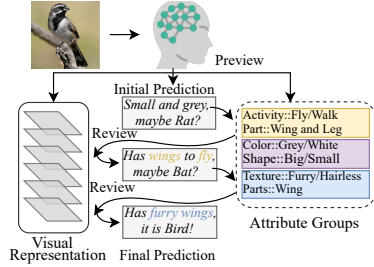 Preview
Initial Prediction
Small and grey,
maybe Rat?
Activity::Fly/Walk
Part::Wing and Leg
Review
Color::Grey/White
Shape::Big/Small
Has wings to fly,
maybe Bat?
Texture::Furry/Hairless
Parts::Wing
Review
Has furry wings,
it is Bird!
Attribute Groups
Visual
Representation
Final Prediction